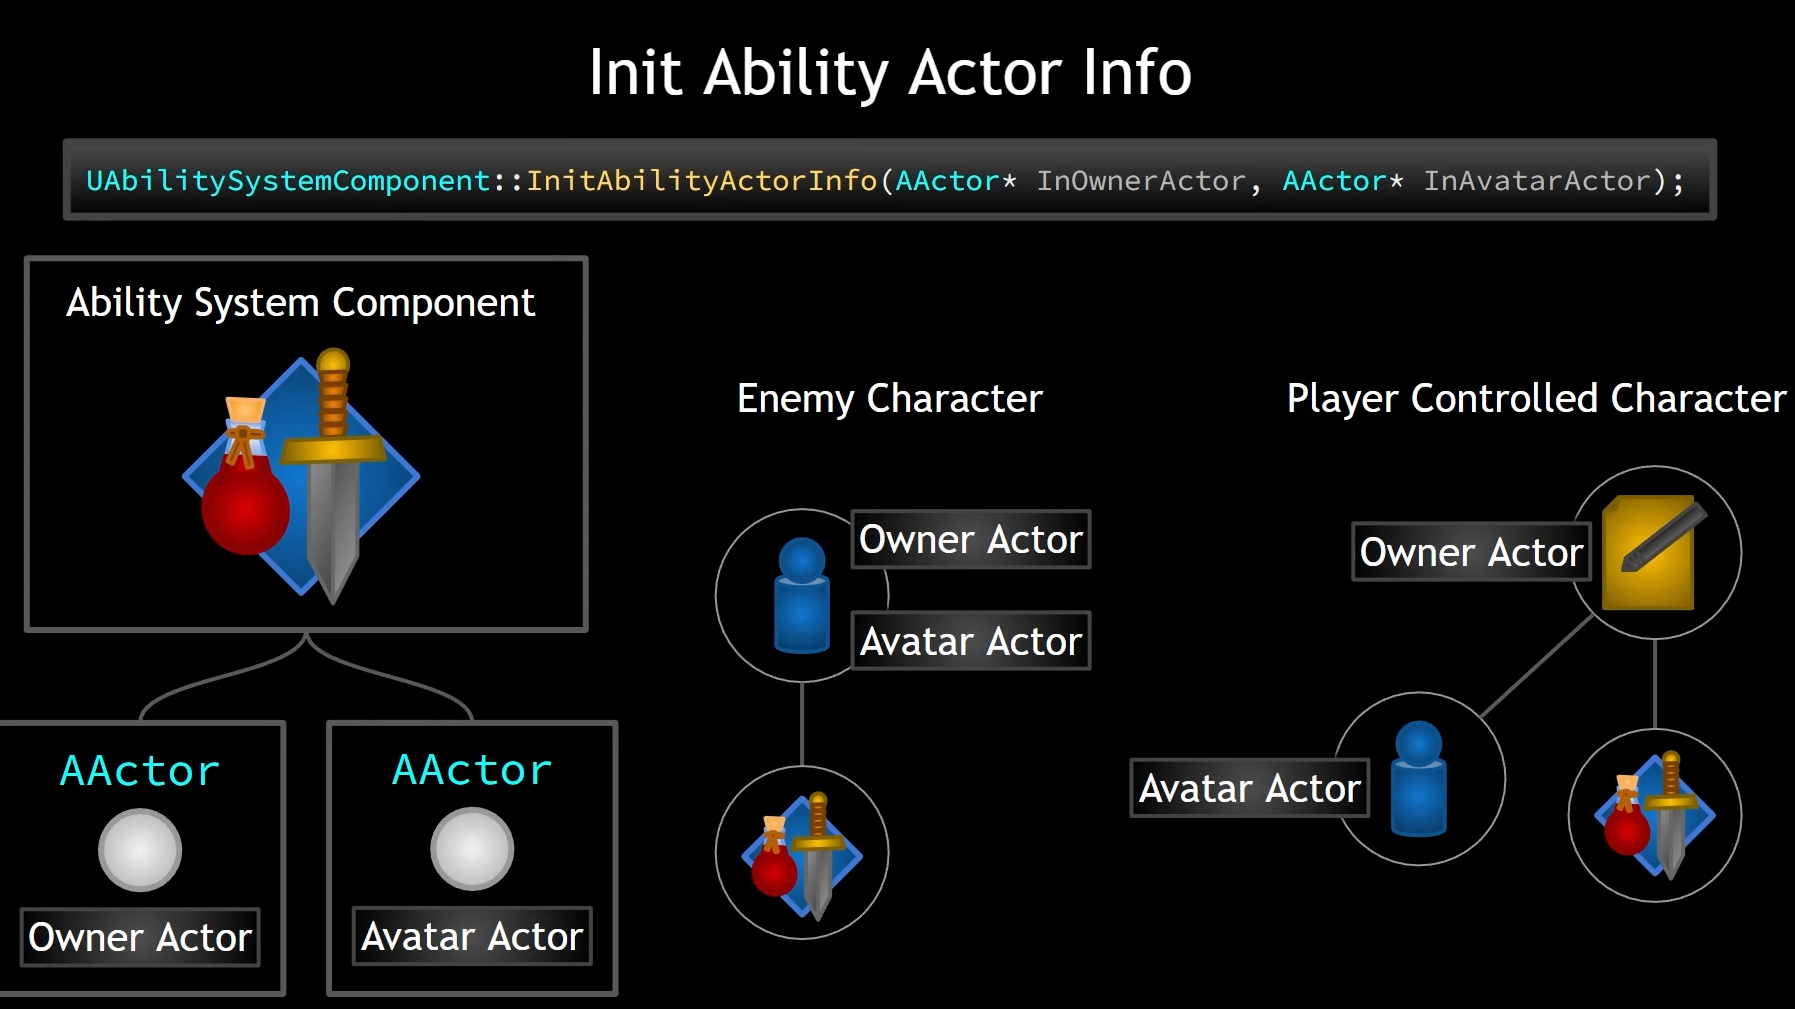 Init Ability Actor Info
UAbilitySystemComponent::InitAbilityActorInfo(AActor* InOwnerActor, AActor* InAvatarActor);
Ability System Component
AActor
Owner Actor
AActor
Avatar Actor
Enemy Character
Owner Actor
Avatar Actor
Player Controlled Character
Owner Actor
Avatar Actor